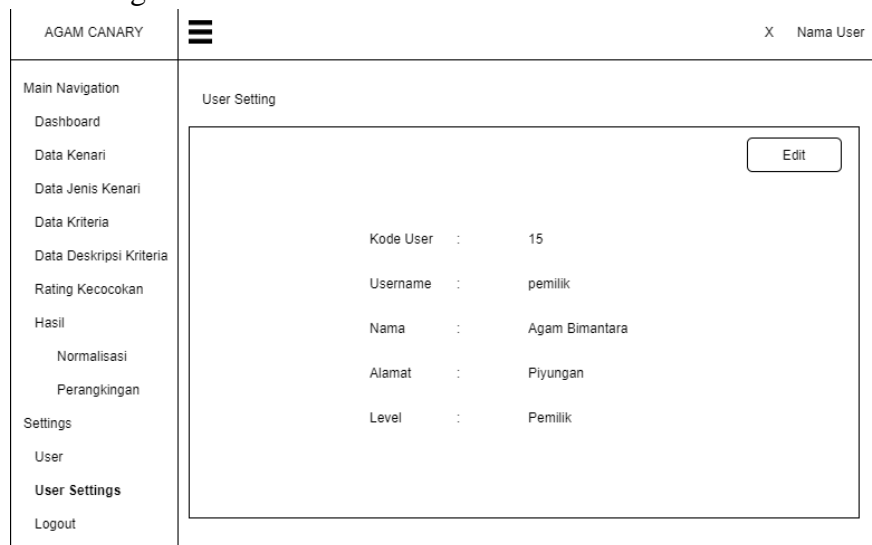 AGAM CANARY
X Nama User
Main Navigation
Dashboard
Data Kenari
Data Jenis Kenari
Data Kriteria
Data Deskripsi Kriteria
Rating Kecocokan
Hasil
Normalisasi
Perangkingan
Settings
User
User Settings
Logout
User Setting
Edit
Kode User : 15
Username : pemilik
Nama : Agam Bimantara
Alamat : Piyungan
Level : Pemilik